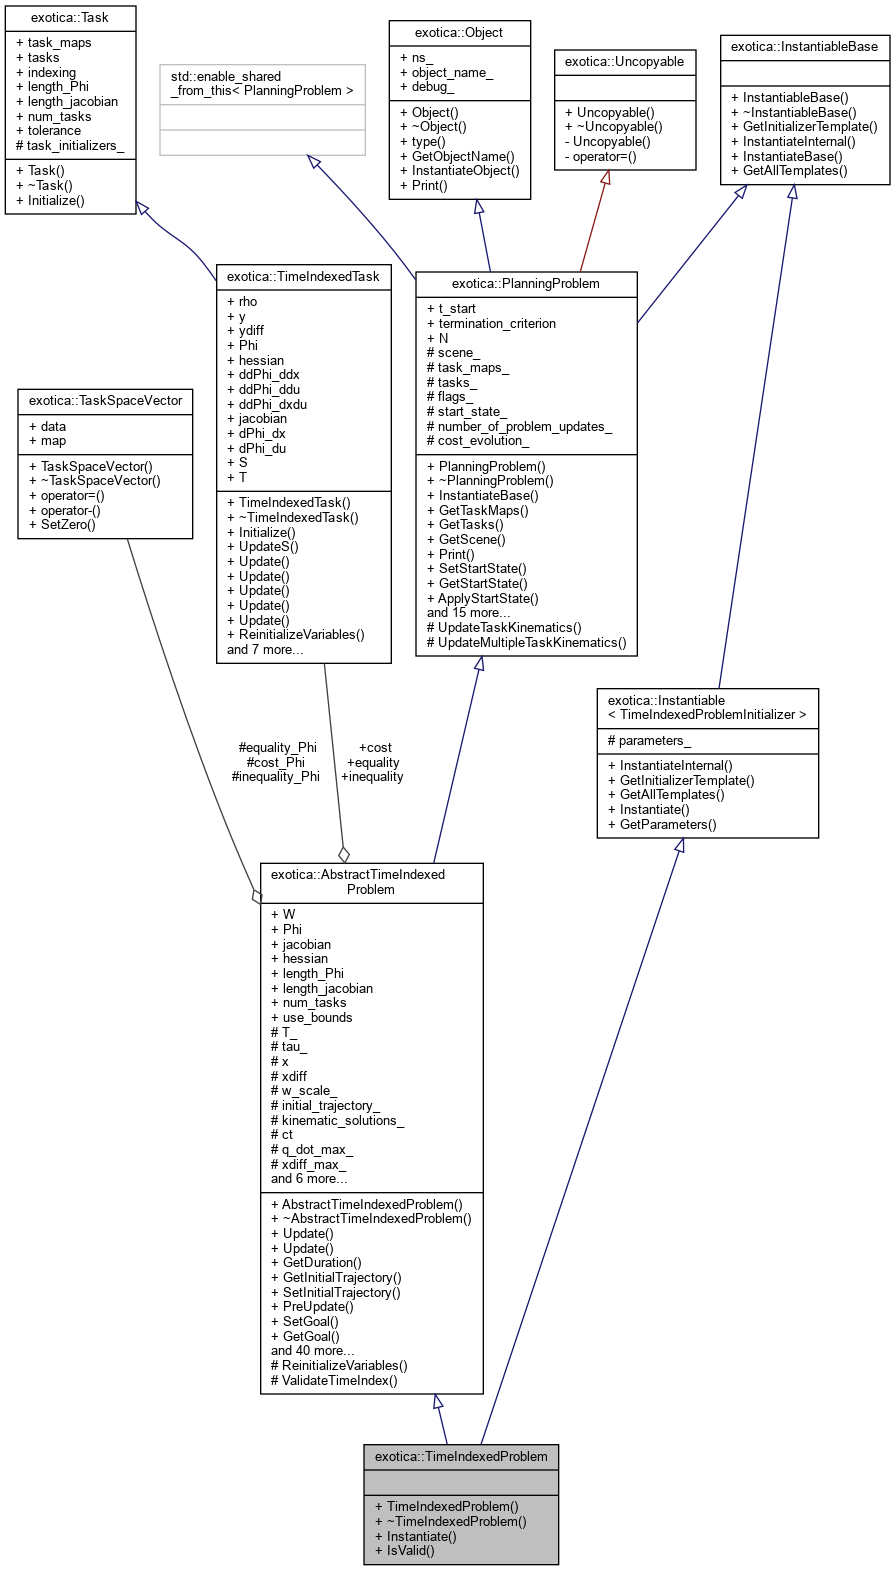 exotica::Task
+ task_maps
+ tasks
+ indexing
+ length_Phi
+ length_jacobian
+ num_tasks
+ tolerance
# task_initializers_
+ Task()
+ ~Task()
+ Initialize()
std::enable_shared
_from_this< PlanningProblem >
exotica::Object
+ ns_
+ object_name_
+ debug_
+ Object()
+ ~Object()
+ type()
+ GetObjectName()
+ InstantiateObject()
+ Print()
exotica::Uncopyable
+ Uncopyable()
+ ~Uncopyable()
- Uncopyable()
- operator=()
exotica::InstantiableBase
+ InstantiableBase()
+ ~InstantiableBase()
+ GetInitializerTemplate()
+ InstantiateInternal()
+ InstantiateBase()
+ GetAllTemplates()
exotica::TimeIndexedTask
+ rho
+ y
+ ydiff
+ Phi
+ hessian
+ ddPhi_ddx
+ ddPhi_ddu
+ ddPhi_dxdu
+ jacobian
+ dPhi_dx
+ dPhi_du
+ S
+ T
+ TimeIndexedTask()
+ ~TimeIndexedTask()
+ Initialize()
+ UpdateS()
+ Update()
+ Update()
+ Update()
+ Update()
+ Update()
+ ReinitializeVariables()
and 7 more...
exotica::PlanningProblem
+ t_start
+ termination_criterion
+ N
# scene_
# task_maps_
# tasks_
# flags_
# start_state_
# number_of_problem_updates_
# cost_evolution_
+ PlanningProblem()
+ ~PlanningProblem()
+ InstantiateBase()
+ GetTaskMaps()
+ GetTasks()
+ GetScene()
+ Print()
+ SetStartState()
+ GetStartState()
+ ApplyStartState()
and 15 more...
# UpdateTaskKinematics()
# UpdateMultipleTaskKinematics()
exotica::TaskSpaceVector
+ data
+ map
+ TaskSpaceVector()
+ ~TaskSpaceVector()
+ operator=()
+ operator-()
+ SetZero()
exotica::Instantiable
< TimeIndexedProblemInitializer >
# parameters_
+ InstantiateInternal()
+ GetInitializerTemplate()
+ GetAllTemplates()
+ Instantiate()
+ GetParameters()
#equality_Phi
#cost_Phi
#inequality_Phi
+cost
+equality
+inequality
exotica::AbstractTimeIndexed
Problem
+ W
+ Phi
+ jacobian
+ hessian
+ length_Phi
+ length_jacobian
+ num_tasks
+ use_bounds
# T_
# tau_
# x
# xdiff
# w_scale_
# initial_trajectory_
# kinematic_solutions_
# ct
# q_dot_max_
# xdiff_max_
and 6 more...
+ AbstractTimeIndexedProblem()
+ ~AbstractTimeIndexedProblem()
+ Update()
+ Update()
+ GetDuration()
+ GetInitialTrajectory()
+ SetInitialTrajectory()
+ PreUpdate()
+ SetGoal()
+ GetGoal()
and 40 more...
# ReinitializeVariables()
# ValidateTimeIndex()
exotica::TimeIndexedProblem
+ TimeIndexedProblem()
+ ~TimeIndexedProblem()
+ Instantiate()
+ IsValid()